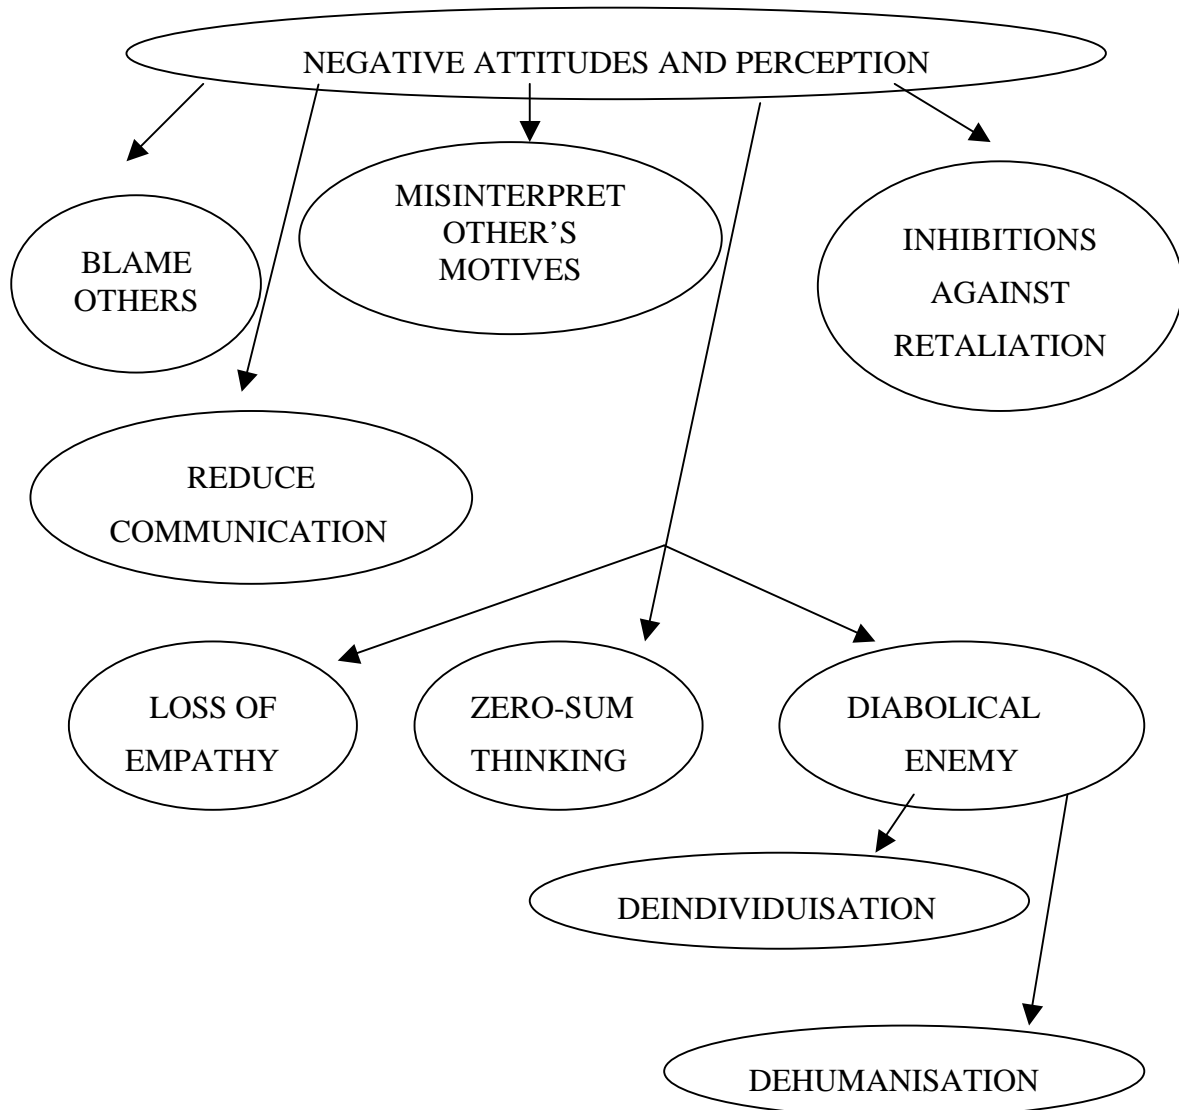 NEGATIVE ATTITUDES AND PERCEPTION
BLAME
OTHERS
MISINTERPRET
OTHER’S
MOTIVES
INHIBITIONS
AGAINST
RETALIATION
REDUCE
COMMUNICATION
LOSS OF
EMPATHY
ZERO-SUM
THINKING
DIABOLICAL
ENEMY
DEINDIVIDUISATION
DEHUMANISATION